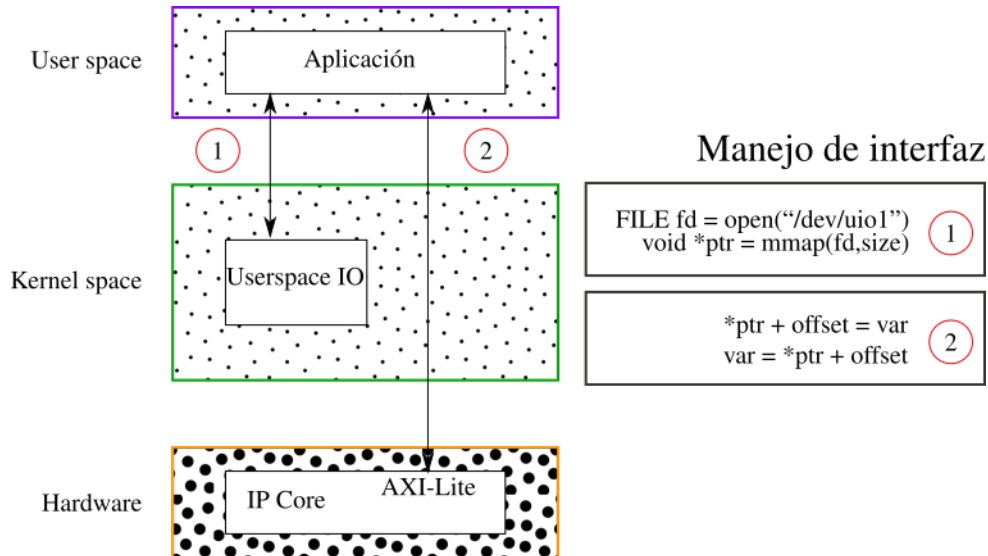 User space
Aplicación
1
2
Manejo de interfaz
FILE fd = open(“/dev/uio1”)
void *ptr = mmap(fd,size)
1
Kernel space
Userspace IO
*ptr + offset = var
var = *ptr + offset
2
Hardware
IP Core
AXI-Lite